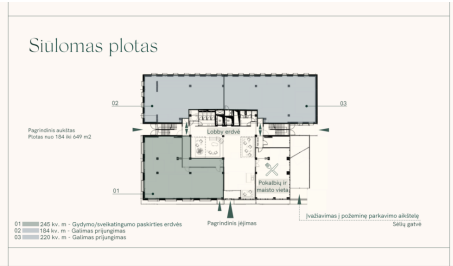 Siūlomas plotas
02
03
Lobby erdvė
Pagrindinis aukštas
Plotas nuo 184 iki 649 m2
Pokalbių ir
maisto vieta
01
Pagrindinis įėjimas
Įvažiavimas į požeminę parkavimo aikštelę
Sėlių gatvė
01 245 kv. m - Gydymo/sveikatingumo paskirties erdvės
02 184 kv. m - Galimas prijungimas
03 220 kv. m - Galimas prijungimas